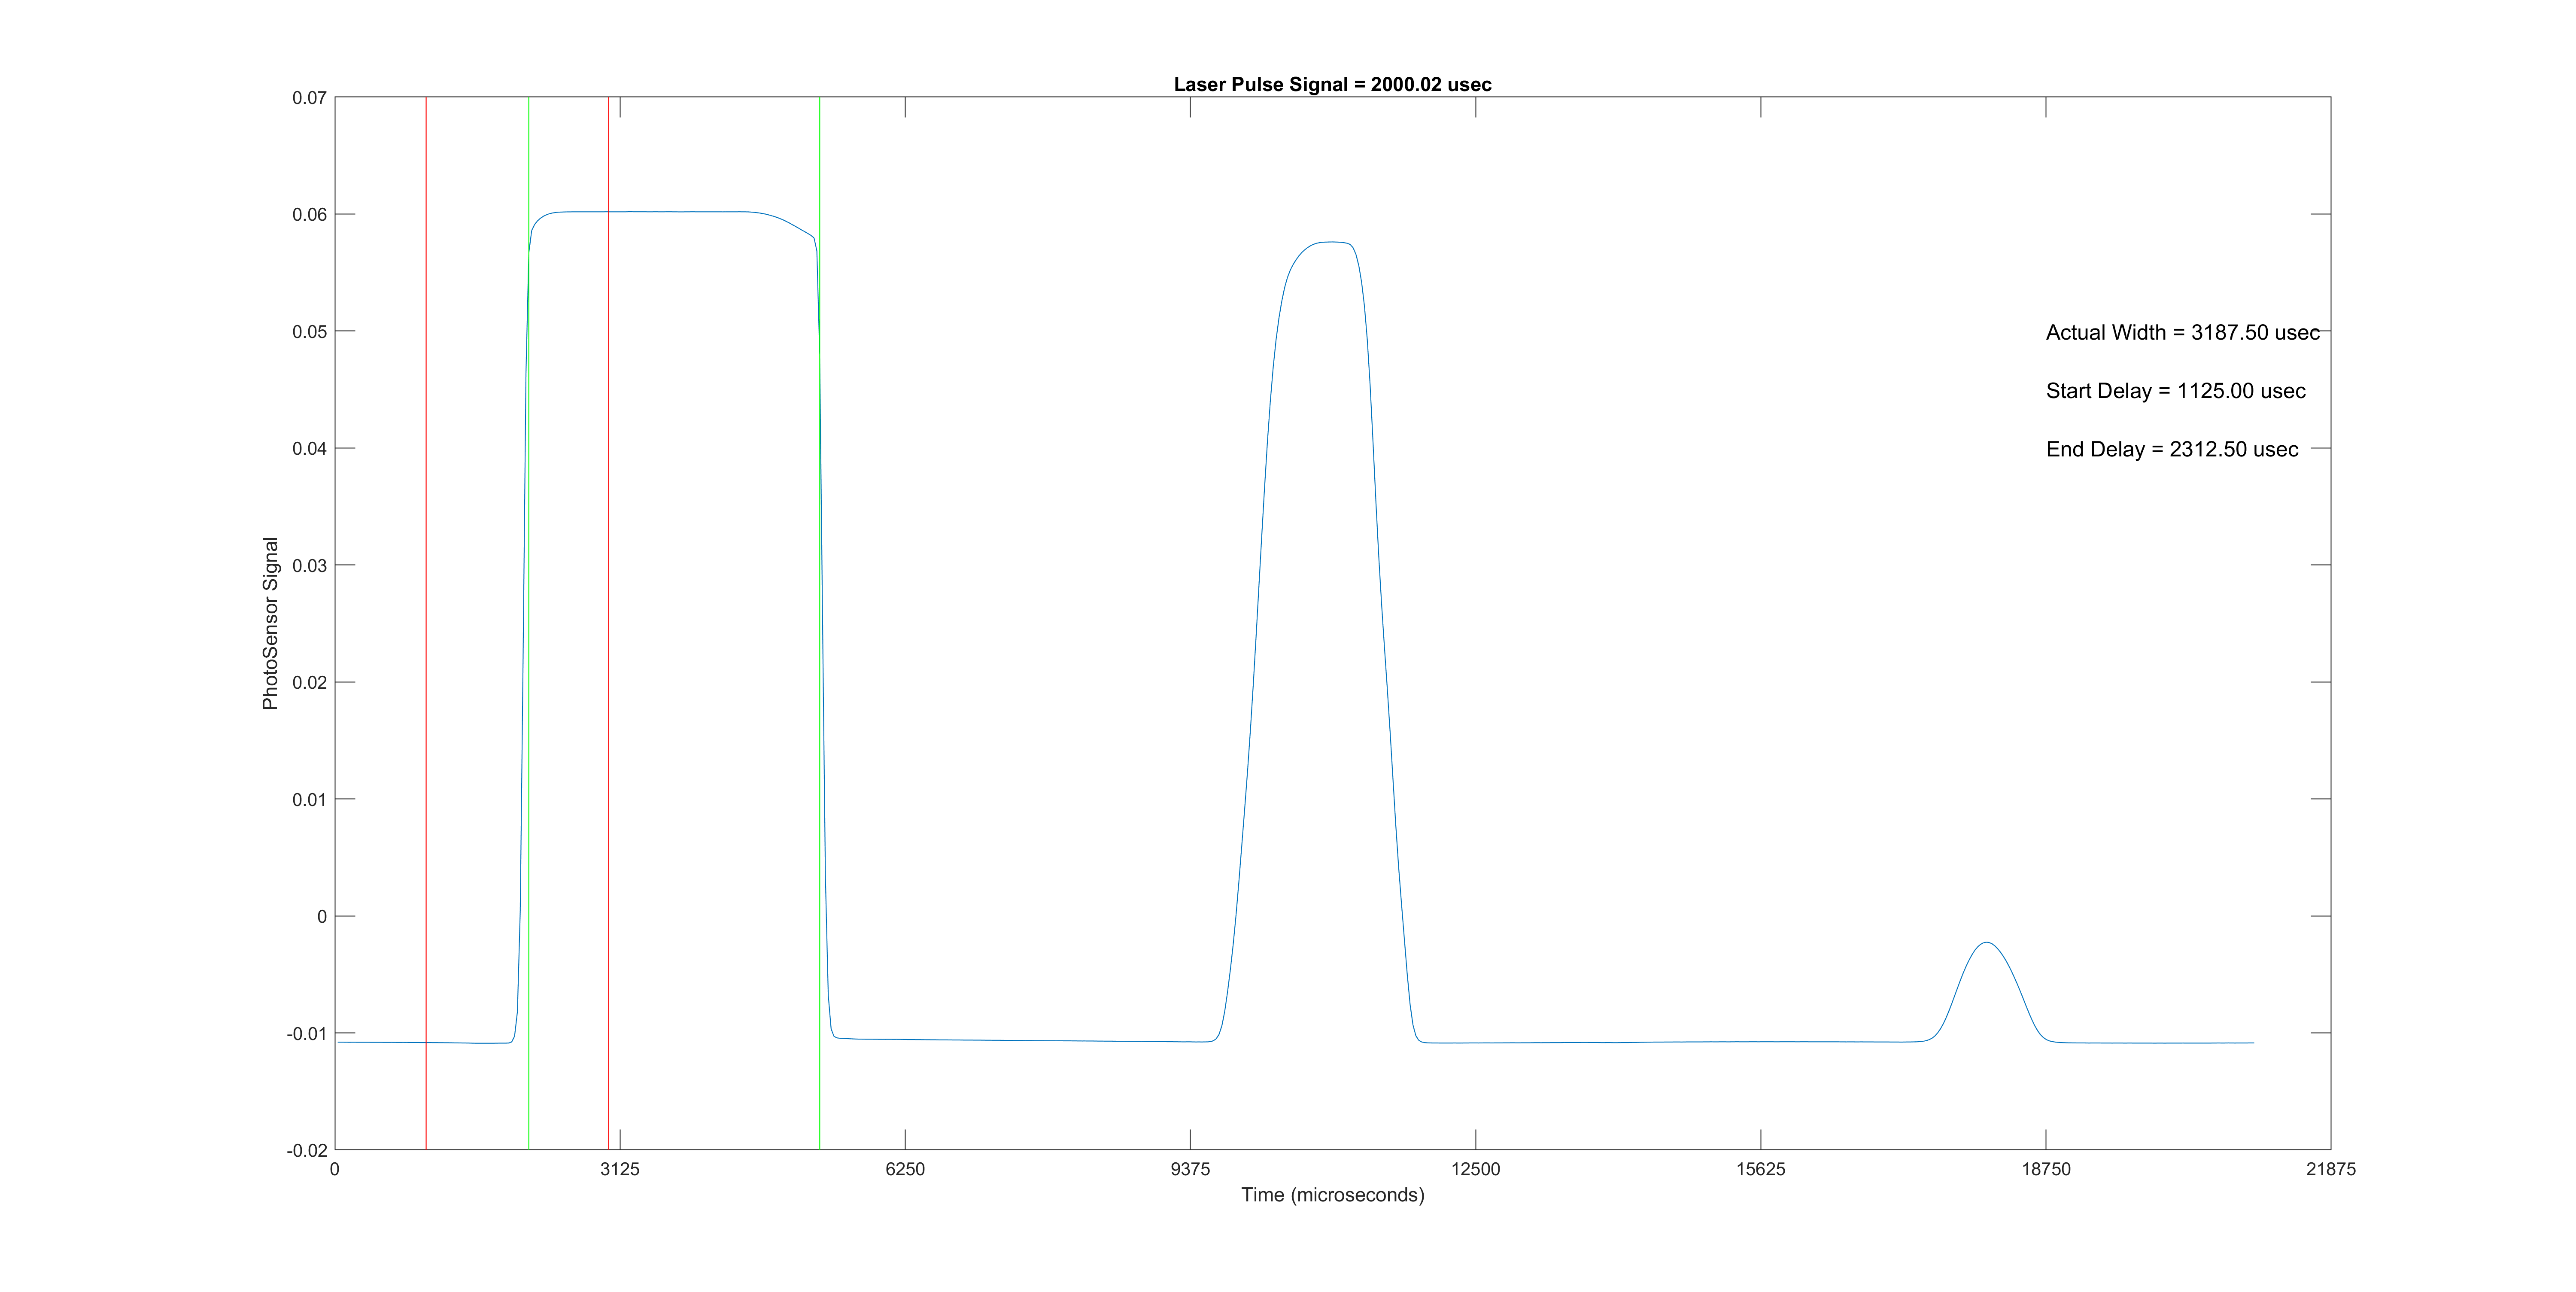 Laser Pulse Signal = 2000.02 usec
0.07
0.06
0.05
0.04
0.03
0.02
0.01
0
-0.01
-0.02
PhotoSensor Signal
Actual Width = 3187.50 usec
Start Delay = 1125.00 usec
End Delay = 2312.50 usec
0 3125 6250 9375 12500 15625 18750 21875
Time (microseconds)